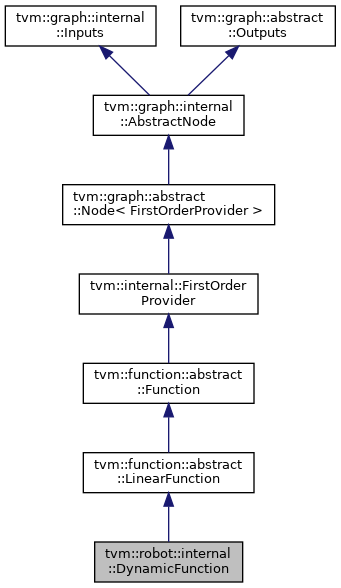 tvm::graph::internal
::Inputs
tvm::graph::abstract
::Outputs
tvm::graph::internal
::AbstractNode
tvm::graph::abstract
::Node< FirstOrderProvider >
tvm::internal::FirstOrder
Provider
tvm::function::abstract
::Function
tvm::function::abstract
::LinearFunction
tvm::robot::internal
::DynamicFunction